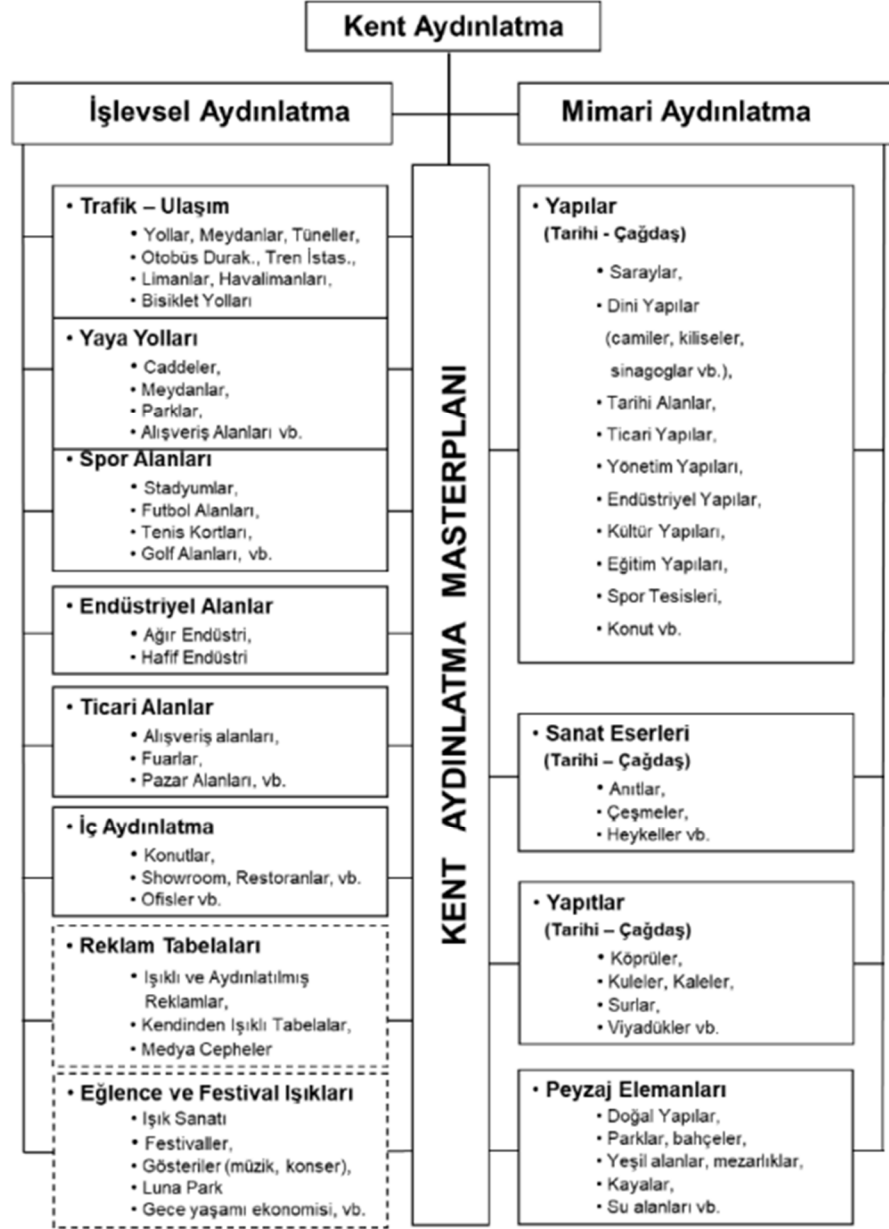 Kent Aydınlatma
İşlevsel Aydınlatma
Mimari Aydınlatma
KENT AYDINLATMA MASTERPLANI
• Trafik – Ulaşım
• Yollar, Meydanlar, Tüneller,
• Otobüs Durak., Tren İstas.,
• Limanlar, Havalimanları,
• Bisiklet Yolları
• Yaya Yolları
• Caddeler,
• Meydanlar,
• Parklar,
• Alışveriş Alanları vb.
• Spor Alanları
• Stadyumlar,
• Futbol Alanları,
• Tenis Kortları,
• Golf Alanları, vb.
• Endüstriyel Alanlar
• Ağır Endüstri,
• Hafif Endüstri
• Ticari Alanlar
• Alışveriş alanları,
• Fuarlar,
• Pazar Alanları, vb.
• İç Aydınlatma
• Konutlar,
• Showroom, Restoranlar, vb.
• Ofisler vb.
• Reklam Tabelaları
• Işıklı ve Aydınlatılmış
Reklamlar,
• Kendinden Işıklı Tabelalar,
• Medya Cepheler
• Eğlence ve Festival Işıkları
• Işık Sanatı
• Festivaller,
• Gösteriler (müzik, konser),
• Luna Park
• Gece yaşamı ekonomisi, vb.
• Yapılar
(Tarihi - Çağdaş)
• Saraylar,
• Dini Yapılar
(camiler, kiliseler,
sinagoglar vb.),
• Tarihi Alanlar,
• Ticari Yapılar,
• Yönetim Yapıları,
• Endüstriyel Yapılar,
• Kültür Yapıları,
• Eğitim Yapıları,
• Spor Tesisleri,
• Konut vb.
• Sanat Eserleri
(Tarihi – Çağdaş)
• Anıtlar,
• Çeşmeler,
• Heykeller vb.
• Yapıtlar
(Tarihi – Çağdaş)
• Köprüler,
• Kuleler, Kaleler,
• Surlar,
• Viyadükler vb.
• Peyzaj Elemanları
• Doğal Yapılar,
• Parklar, bahçeler,
• Yeşil alanlar, mezarlıklar,
• Kayalar,
• Su alanları vb.